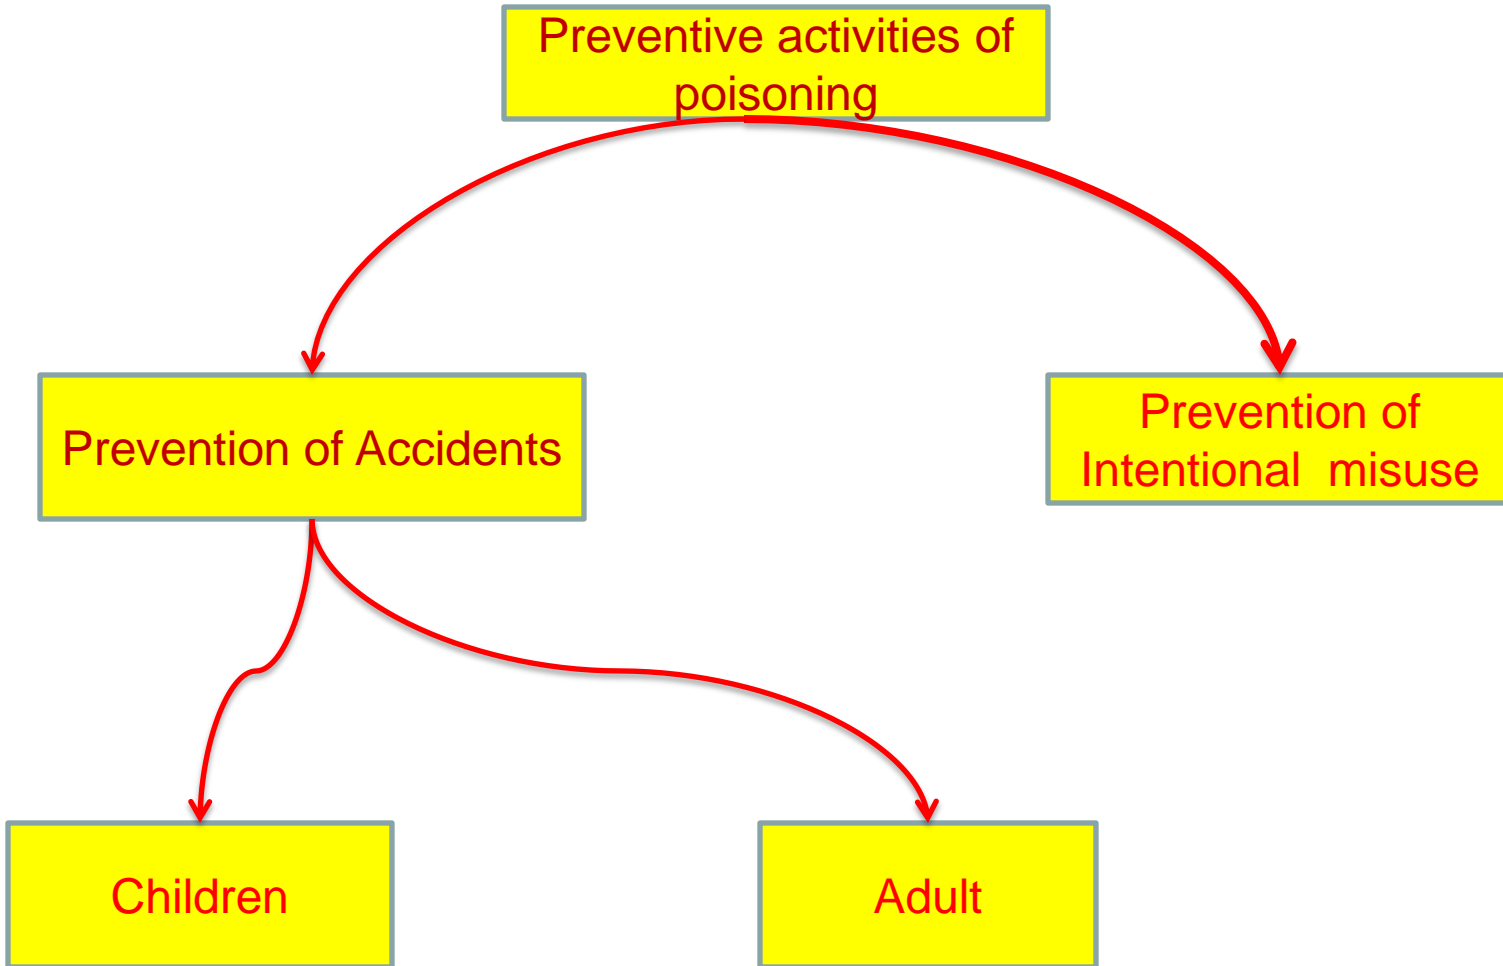 Preventive activities of
poisoning
Prevention of Accidents
Prevention of
Intentional  misuse
Children
Adult